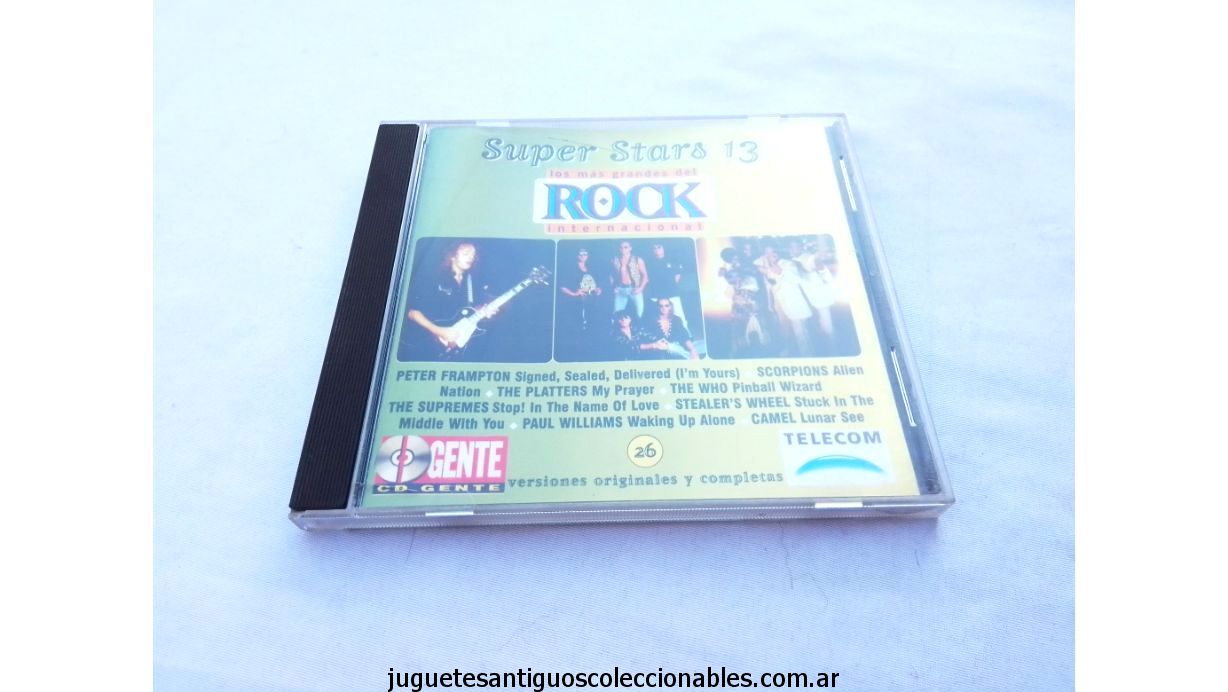 Super Stars 13
los más grandes del
ROCK
internacional
PETER FRAMPTON Signed, Sealed, Delivered (I'm Yours) SCORPIONS Alien
Nation THE PLATTERS My Prayer THE WHO Pinball Wizard
THE SUPREMES Stop! In The Name Of Love STEALER'S WHEEL Stuck In The
Middle With You PAUL WILLIAMS Waking Up Alone CAMEL Lunar See
GENTE
CD GENTE
26
versiones originales y completas
TELECOM
juguetesantiguoscoleccionables.com.ar